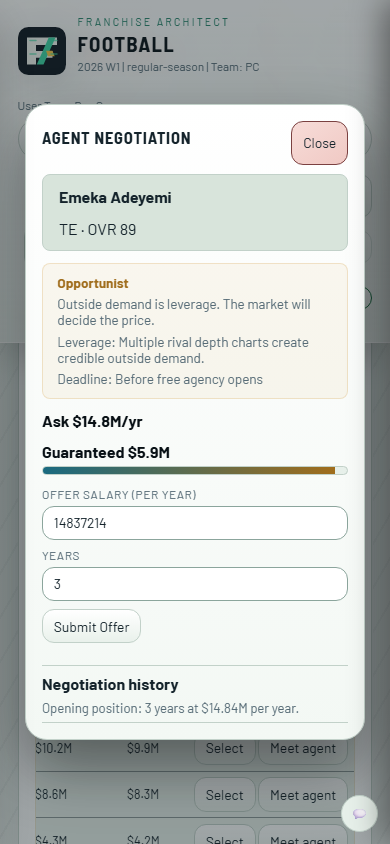 FRANCHISE ARCHITECT
FOOTBALL
2026 W1 | regular-season | Team: PC
AGENT NEGOTIATION
Close
Emeka Adeyemi
TE · OVR 89
Opportunist
Outside demand is leverage. The market will
decide the price.
Leverage: Multiple rival depth charts create
credible outside demand.
Deadline: Before free agency opens
Ask $14.8M/yr
Guaranteed $5.9M
OFFER SALARY (PER YEAR)
14837214
YEARS
3
Submit Offer
Negotiation history
Opening position: 3 years at $14.84M per year.
$10.2M $9.9M Select Meet agent
$8.6M $8.3M Select Meet agent
$4.3M $4.2M Select Meet agent